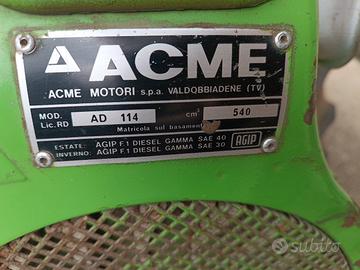 ACME
ACME MOTORI s.p.a. VALDOBBIADENE (TV)
MOD. AD 114 cm³ 540
Lic.RD
Matricola sul basamento
ESTATE: AGIP F.1 DIESEL GAMMA SAE 40
INVERNO: AGIP F.1 DIESEL GAMMA SAE 30 AGIP
subito